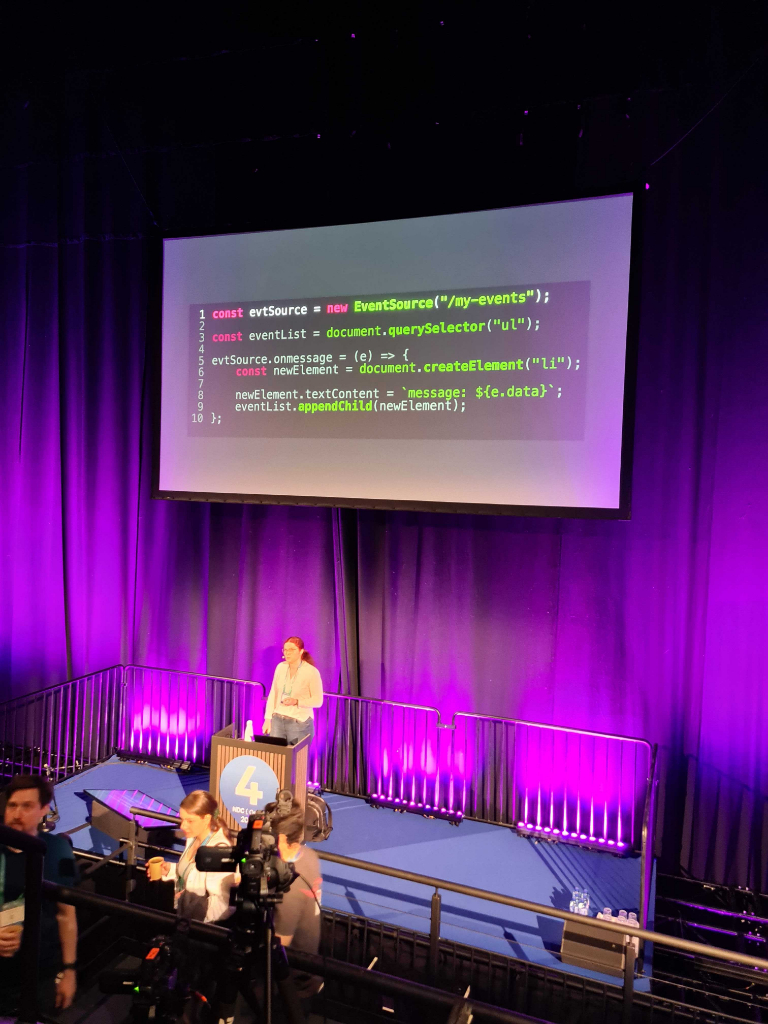 1 const evtSource = new EventSource("/my-events");
2
3 const eventList = document.querySelector("ul");
4
5 evtSource.onmessage = (e) => {
6     const newElement = document.createElement("li");
7
8     newElement.textContent = `message: ${e.data}`;
9     eventList.appendChild(newElement);
10 };
4
NDC {